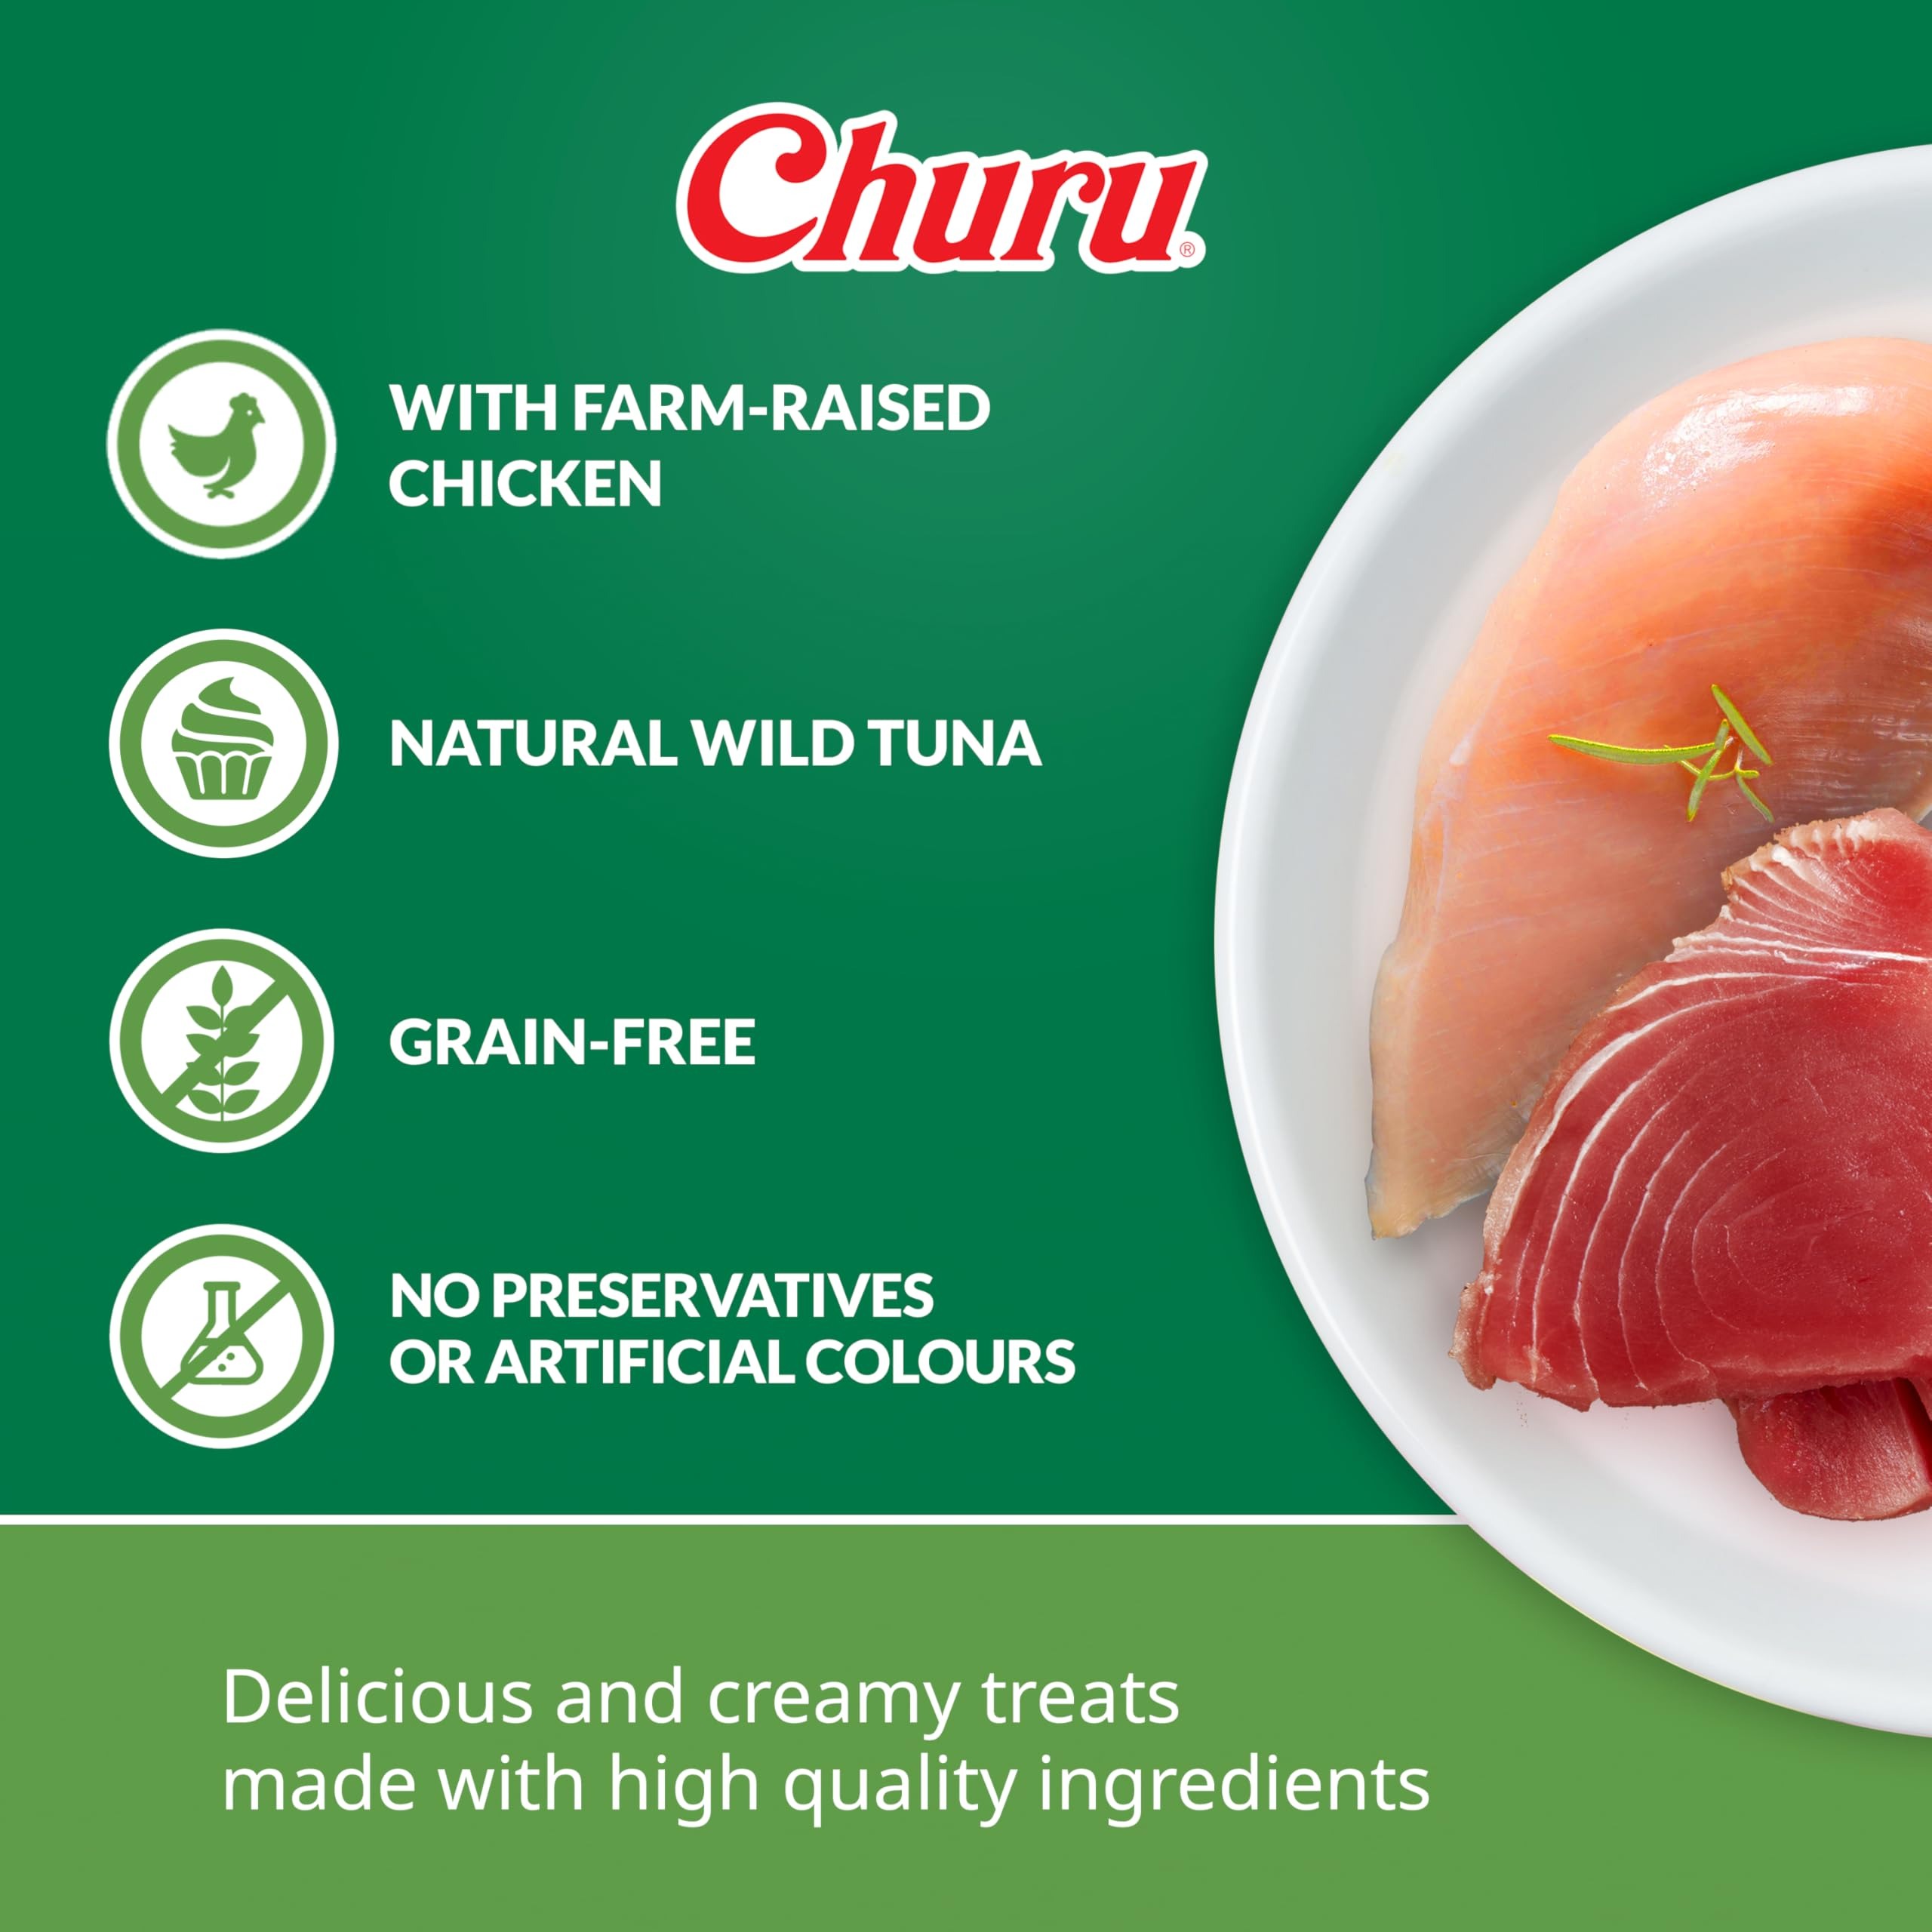 Churu®
WITH FARM-RAISED
CHICKEN
NATURAL WILD TUNA
GRAIN-FREE
NO PRESERVATIVES
OR ARTIFICIAL COLOURS
Delicious and creamy treats
made with high quality ingredients